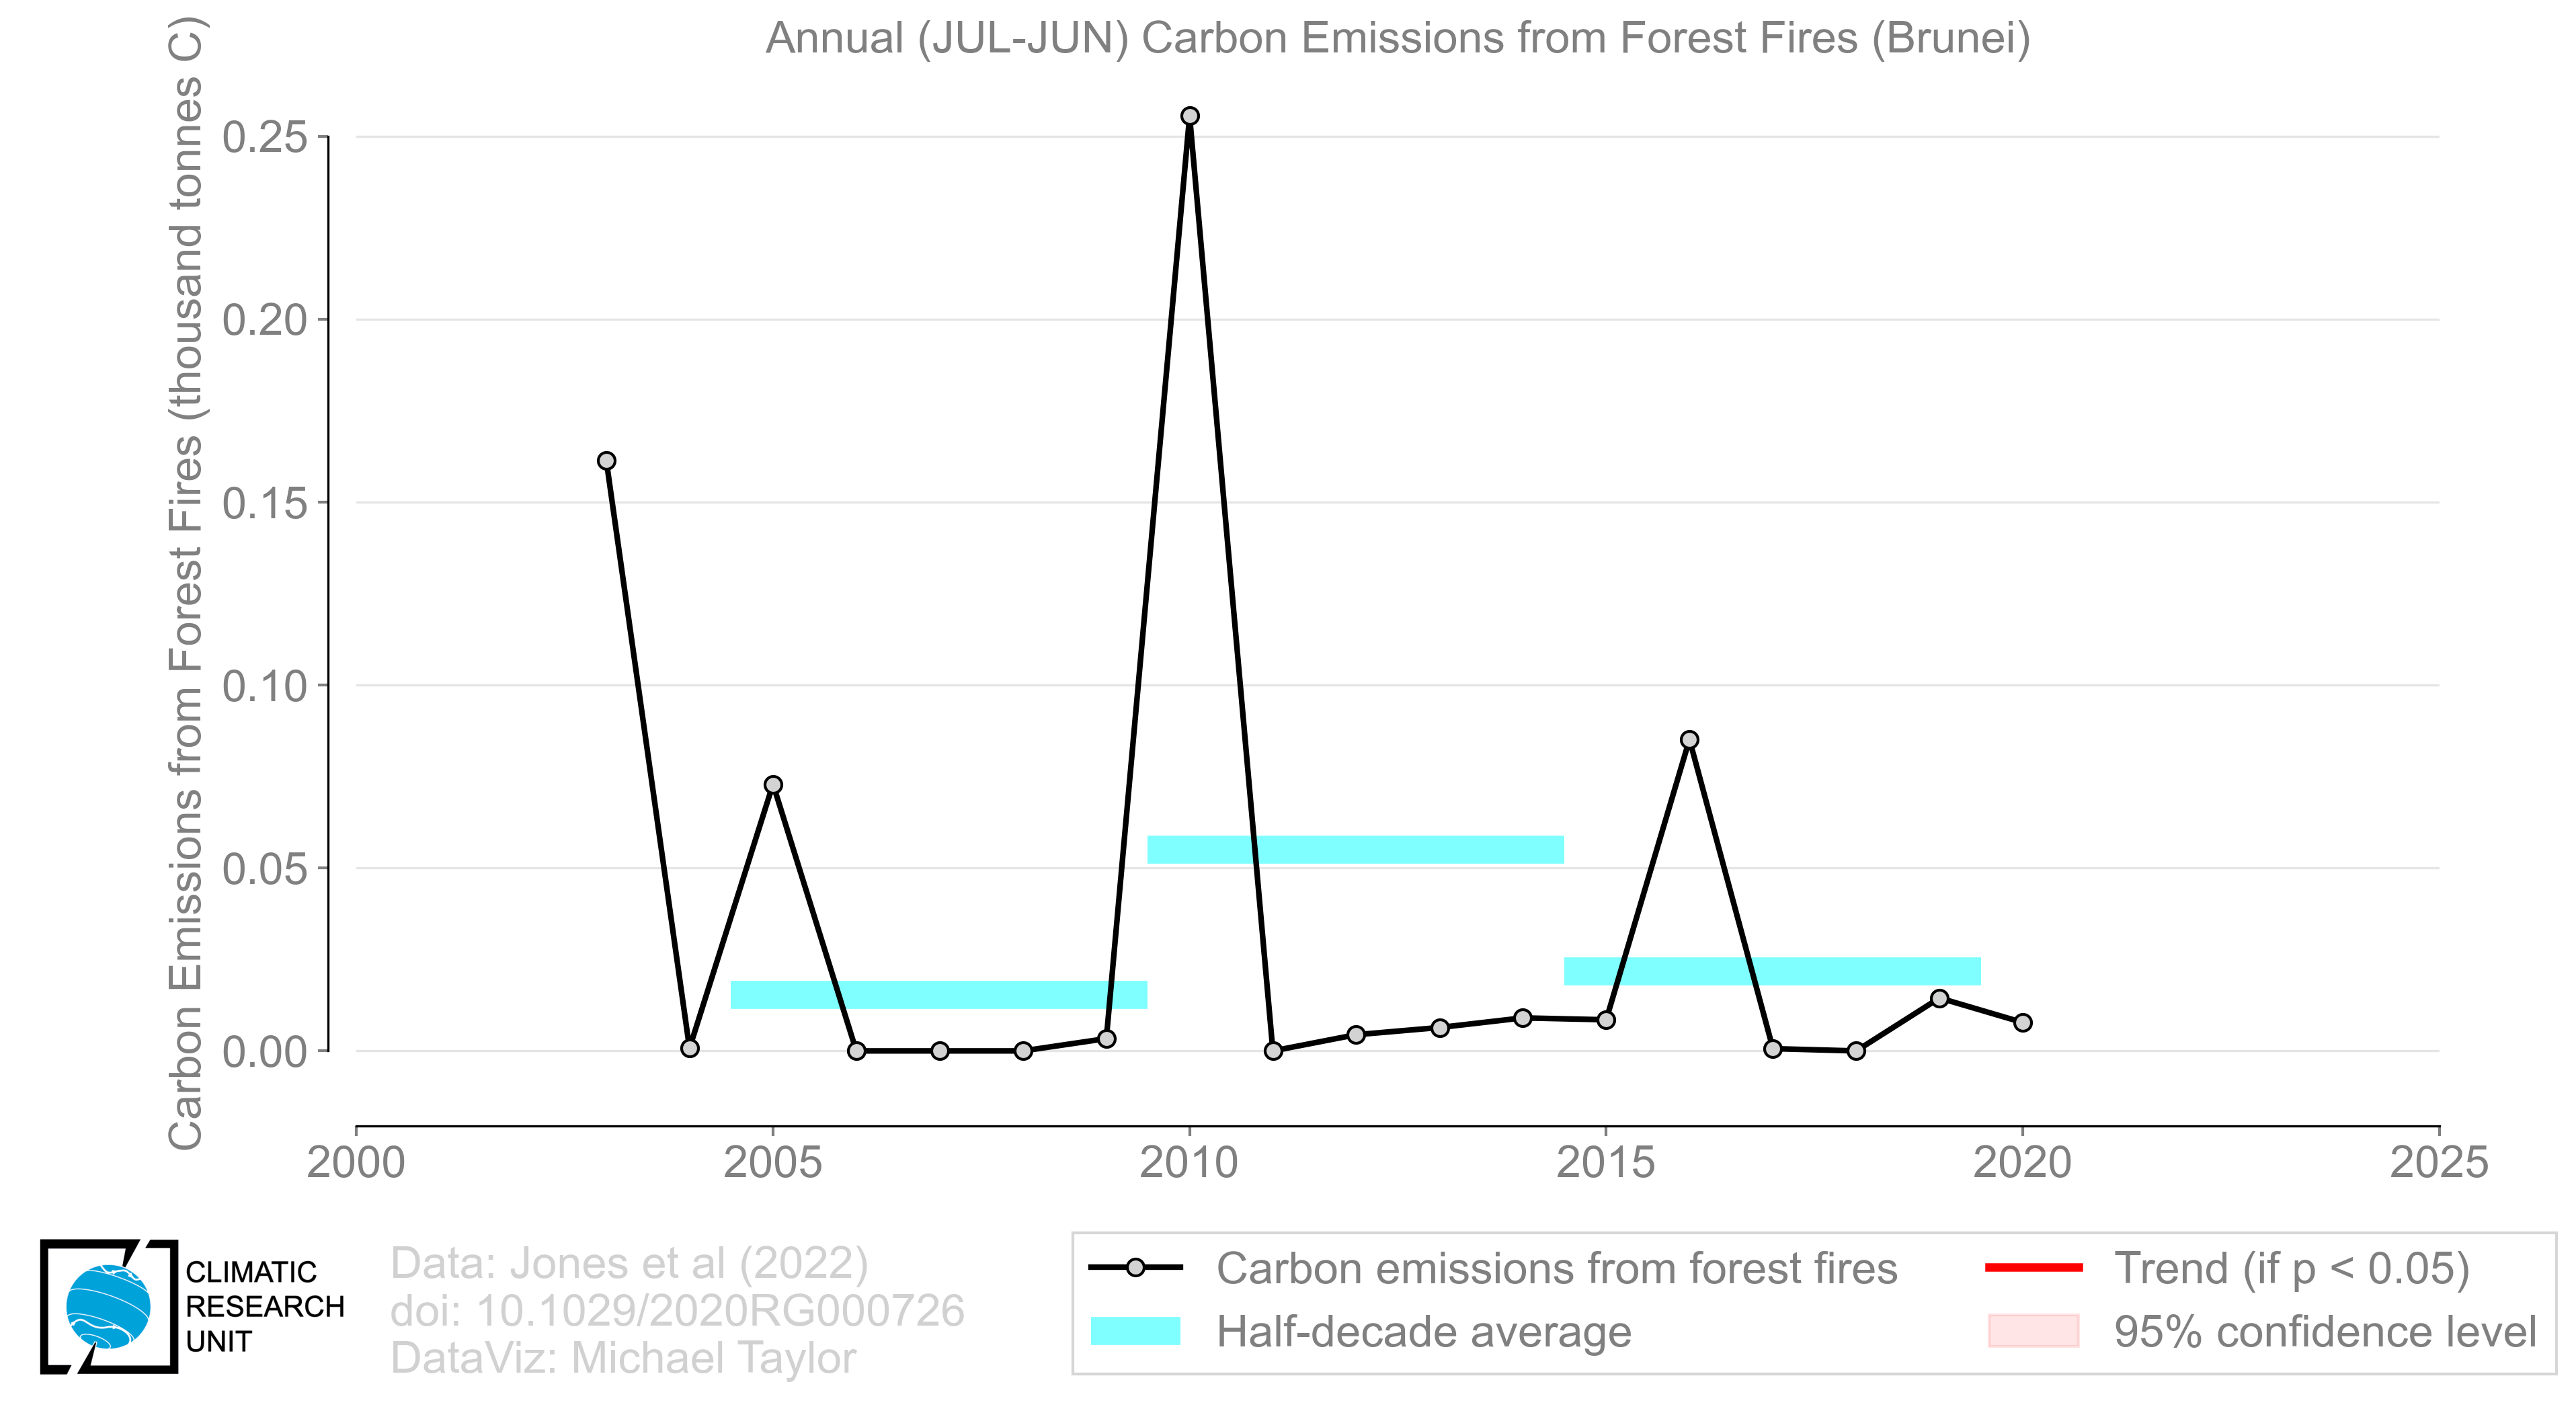 Annual (JUL-JUN) Carbon Emissions from Forest Fires (Brunei)
Carbon Emissions from Forest Fires (thousand tonnes C)
0.25
0.20
0.15
0.10
0.05
0.00
2000 2005 2010 2015 2020 2025
CLIMATIC
RESEARCH
UNIT
Data: Jones et al (2022)
doi: 10.1029/2020RG000726
DataViz: Michael Taylor
Carbon emissions from forest fires
Half-decade average
Trend (if p < 0.05)
95% confidence level